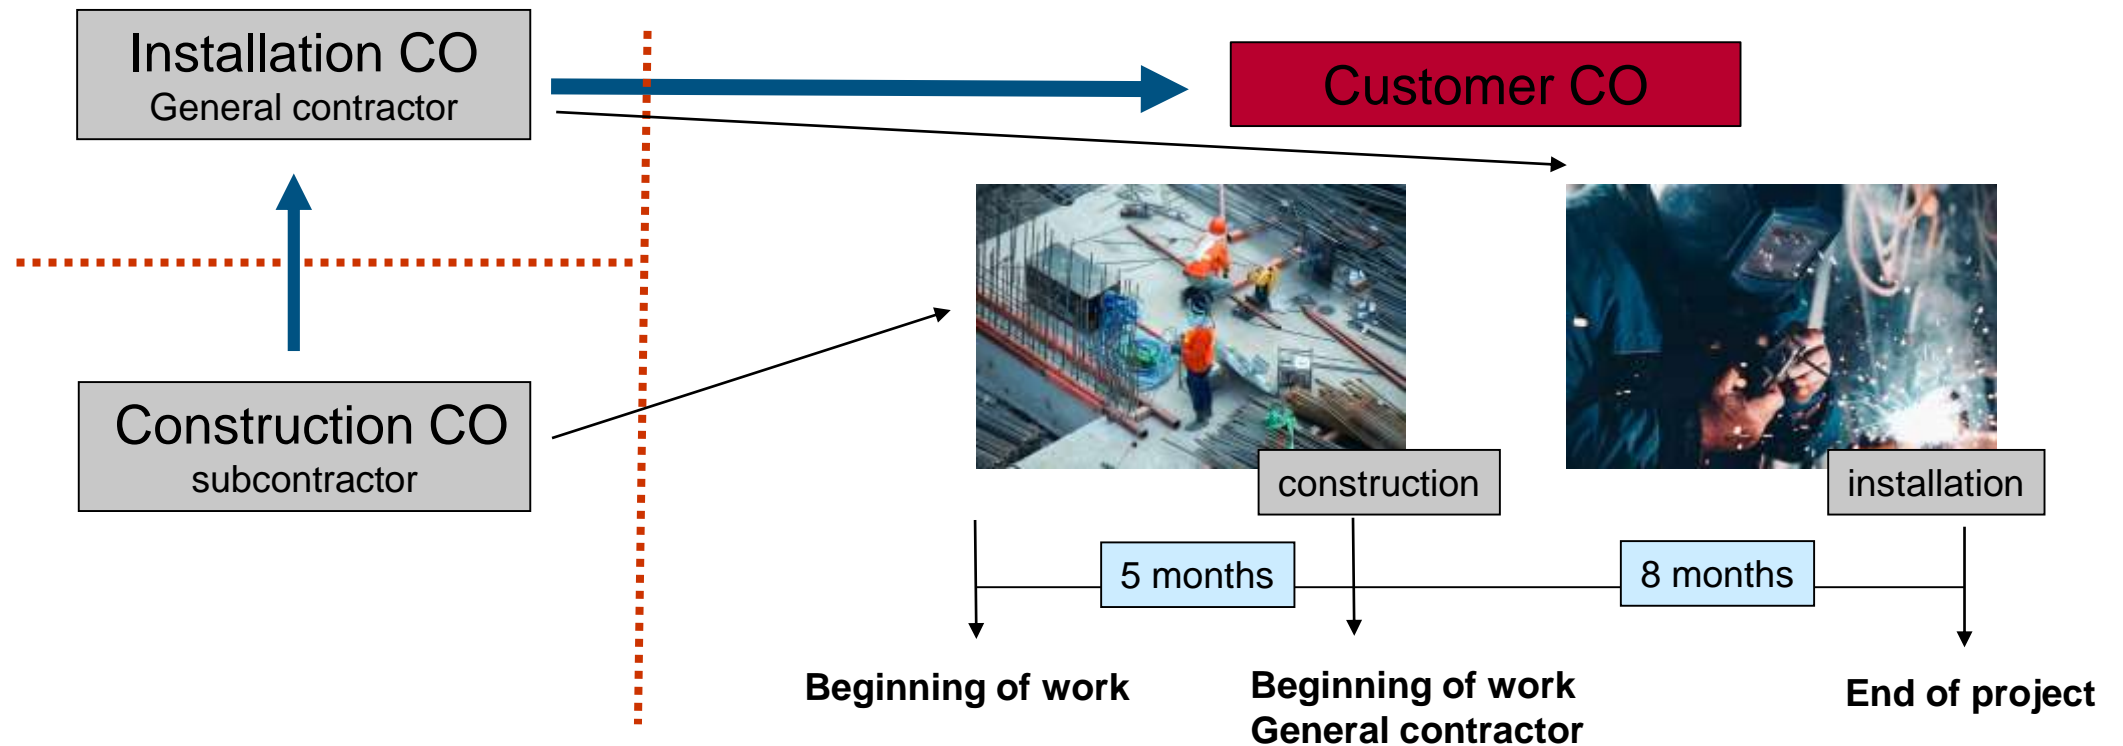 Installation CO
General contractor
Customer CO
Construction CO
subcontractor
construction
installation
5 months
8 months
Beginning of work
Beginning of work
General contractor
End of project